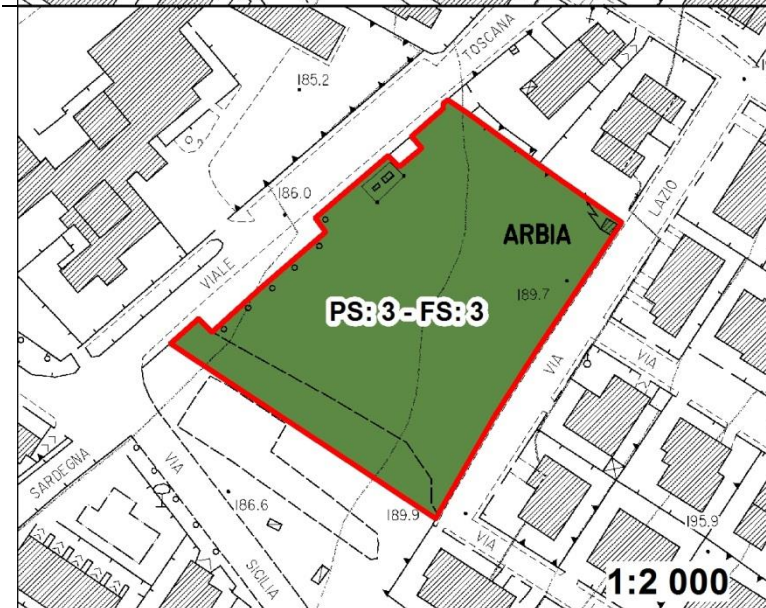 TOSCANA
185.2
186.0
LAZIO
ARBIA
VIALE
189.7
PS: 3 - FS: 3
VIA
VIA
SARDEGNA
VIA
186.6
189.9
195.9
VIA
SICILIA
1:2 000